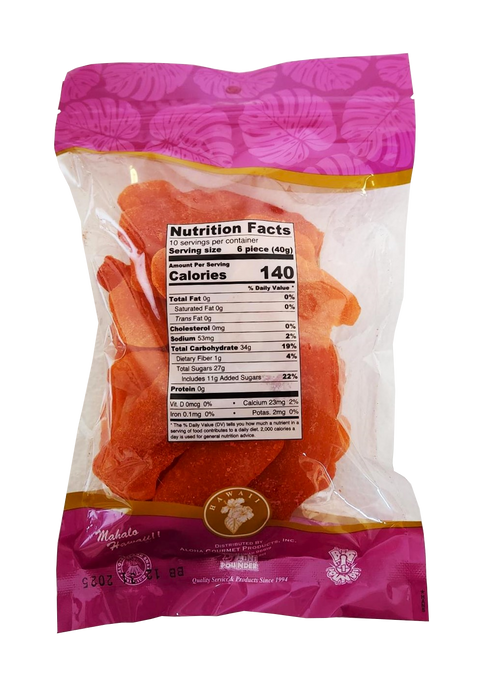 Nutrition Facts
10 servings per container
Serving size 6 piece (40g)
Amount Per Serving
Calories 140
% Daily Value *
Total Fat 0g 0%
Saturated Fat 0g 0%
Trans Fat 0g
Cholesterol 0mg 0%
Sodium 53mg 2%
Total Carbohydrate 34g 19%
Dietary Fiber 1g 4%
Total Sugars 27g
Includes 11g Added Sugars 22%
Protein 0g
Vit. D 0mcg 0% • Calcium 23mg 2%
Iron 0.1mg 0% • Potas. 2mg 0%
* The % Daily Value (DV) tells you how much a nutrient in a
serving of food contributes to a daily diet. 2,000 calories a
day is used for general nutrition advice.
HAWAII
Mahalo
Hawaii!!
DISTRIBUTED BY
ALOHA GOURMET PRODUCTS, INC.
FOUNDER
Quality Service & Products Since 1994
2025